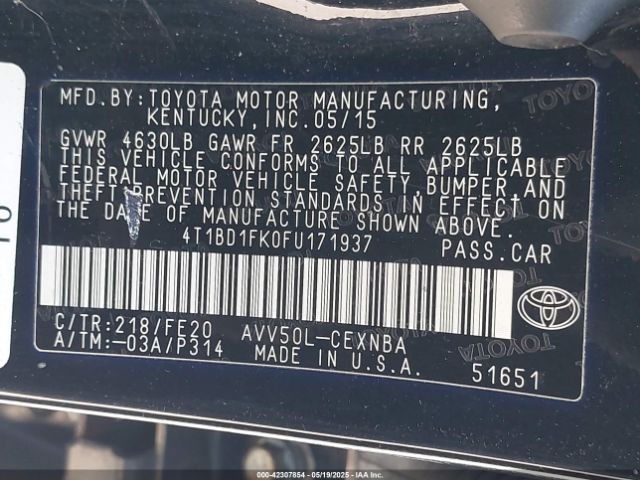 MFD.BY:TOYOTA MOTOR MANUFACTURING,
KENTUCKY,INC.05/15
GVWR 4630LB GAWR FR 2625LB RR 2625LB
THIS VEHICLE CONFORMS TO ALL APPLICABLE
FEDERAL MOTOR VEHICLE SAFETY, BUMPER,AND
THEFT PREVENTION STANDARDS IN EFFECT ON
THE DATE OF MANUFACTURE SHOWN ABOVE.
4T1BD1FK0FU171937 PASS.CAR
C/TR:218/FE20 AVV50L-CEXNBA
A/TM:-03A/P314 MADE IN U.S.A. 51651
IAA-42307854 — 05/19/2025 — IAA Inc.